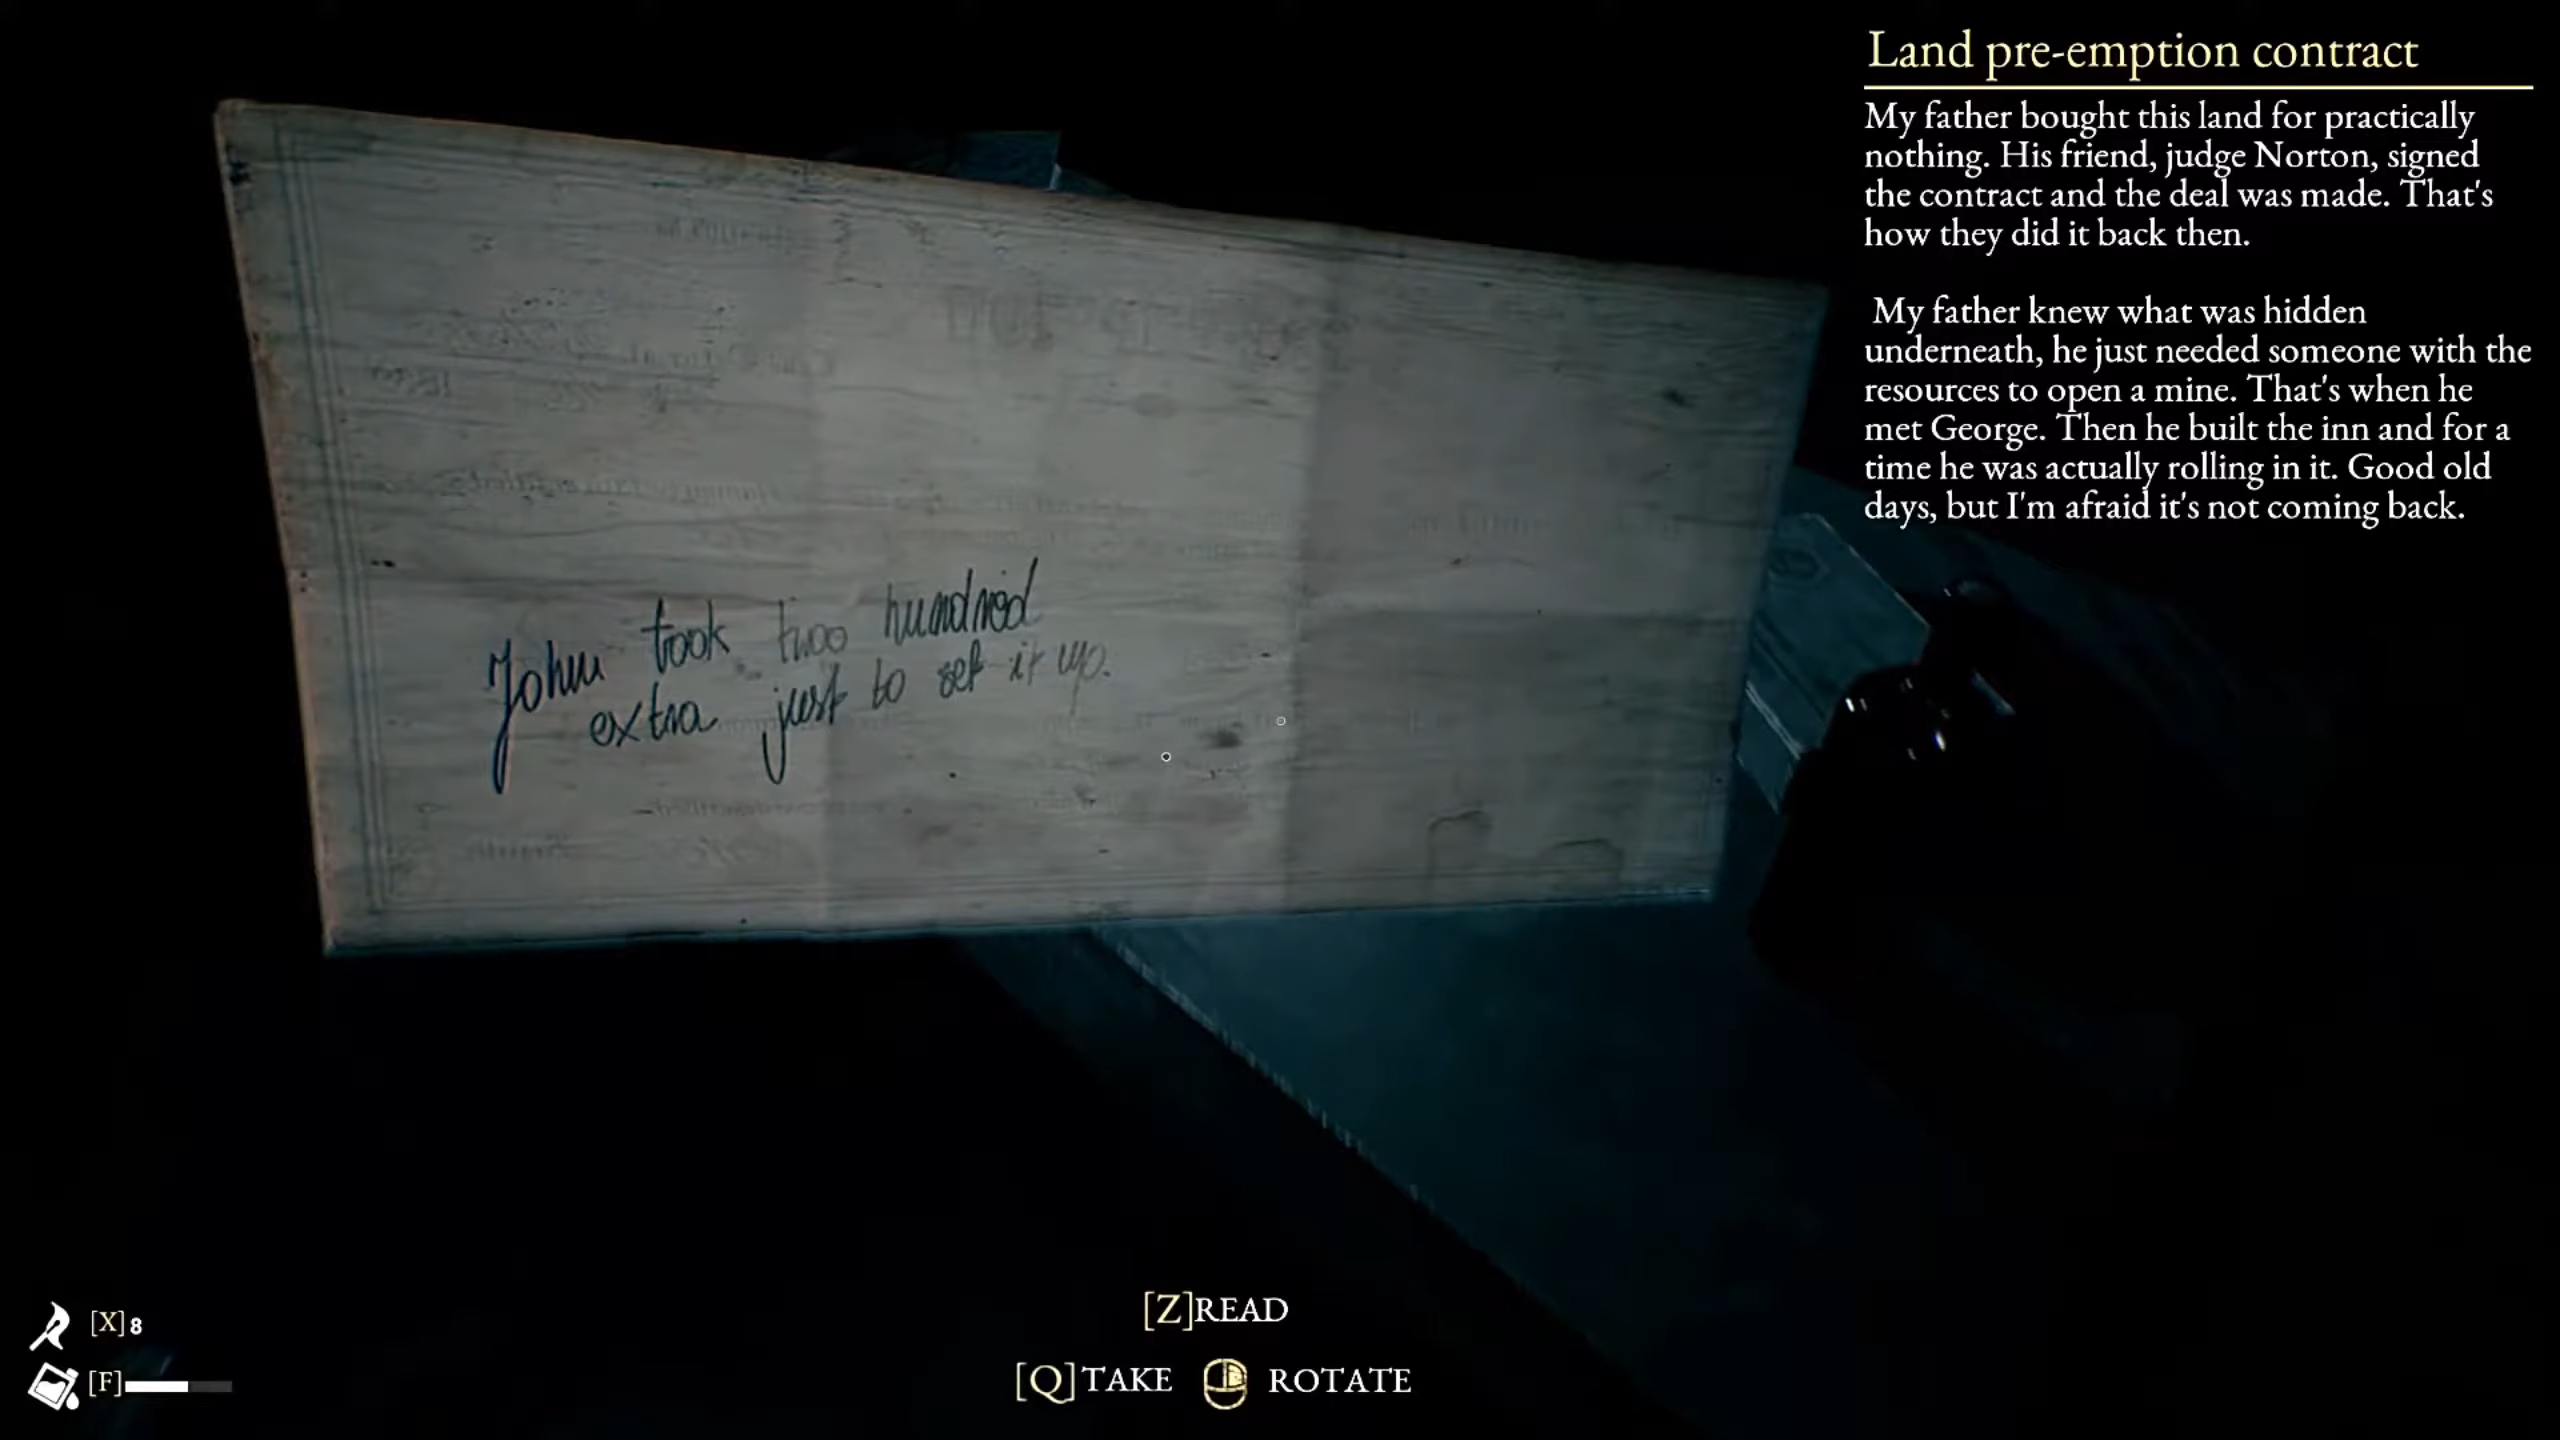 Land pre-emption contract
My father bought this land for practically
nothing. His friend, judge Norton, signed
the contract and the deal was made. That's
how they did it back then.
My father knew what was hidden
underneath, he just needed someone with the
resources to open a mine. That's when he
met George. Then he built the inn and for a
time he was actually rolling in it. Good old
days, but I'm afraid it's not coming back.
John took two hundred
extra just to set it up.
[Z]READ
[Q]TAKE ROTATE
[X]8
[F]